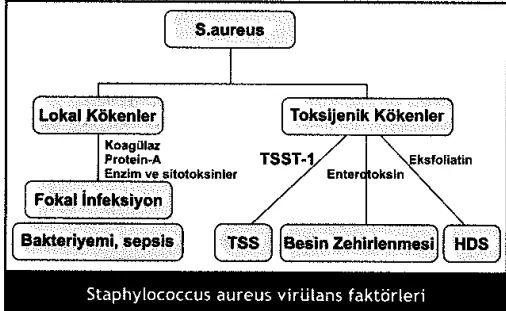 S.aureus
Lokal Kökenler
Toksijenik Kökenler
Koagülaz
Protein-A
Enzim ve sitotoksinler
TSST-1
Enterotoksin
Eksfoliatin
Fokal İnfeksiyon
Bakteriyemi, sepsis
TSS
Besin Zehirlenmesi
HDS
Staphylococcus aureus virülans faktörleri